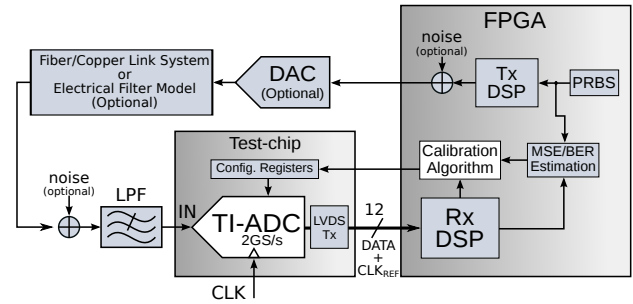 FPGA
Fiber/Copper Link System
or
Electrical Filter Model
(Optional)
DAC
(Optional)
noise
(optional)
Tx
DSP
PRBS
Test-chip
Config. Registers
Calibration
Algorithm
MSE/BER
Estimation
noise
(optional)
LPF
IN
TI-ADC
2GS/s
LVDS
Tx
12
DATA
+
CLKREF
Rx
DSP
CLK